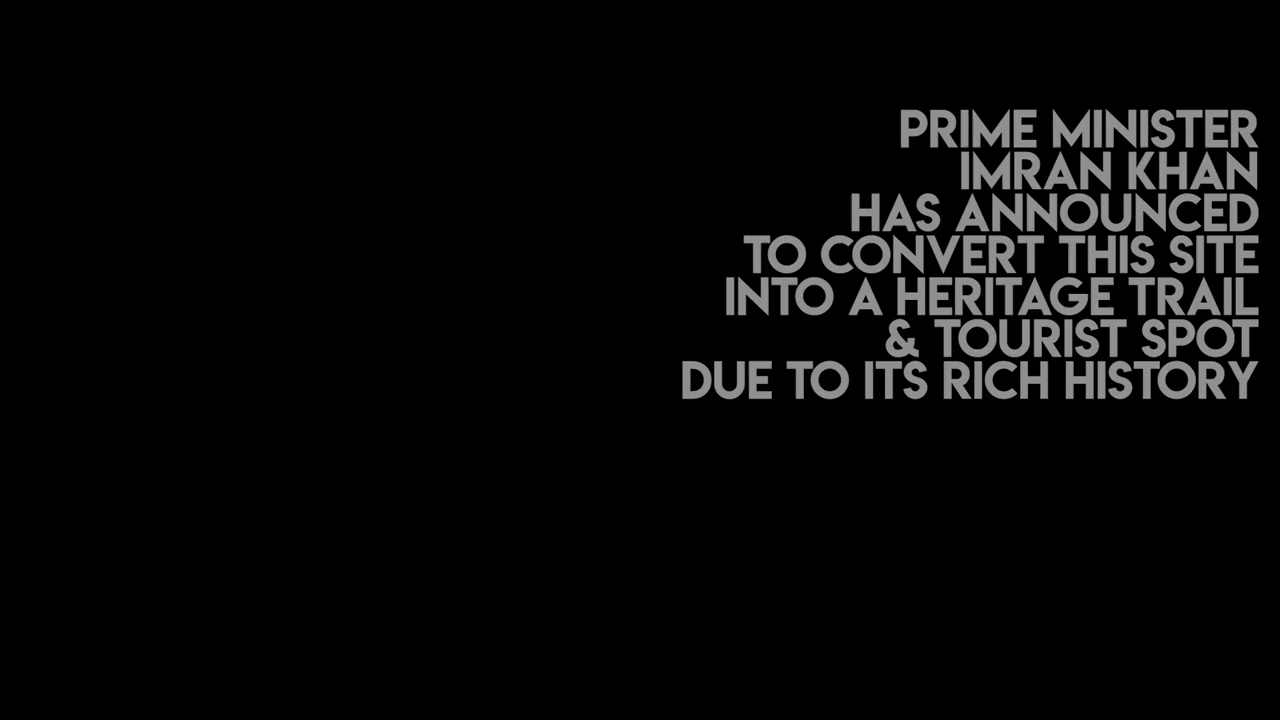 PRIME MINISTER
IMRAN KHAN
HAS ANNOUNCED
TO CONVERT THIS SITE
INTO A HERITAGE TRAIL
& TOURIST SPOT
DUE TO ITS RICH HISTORY